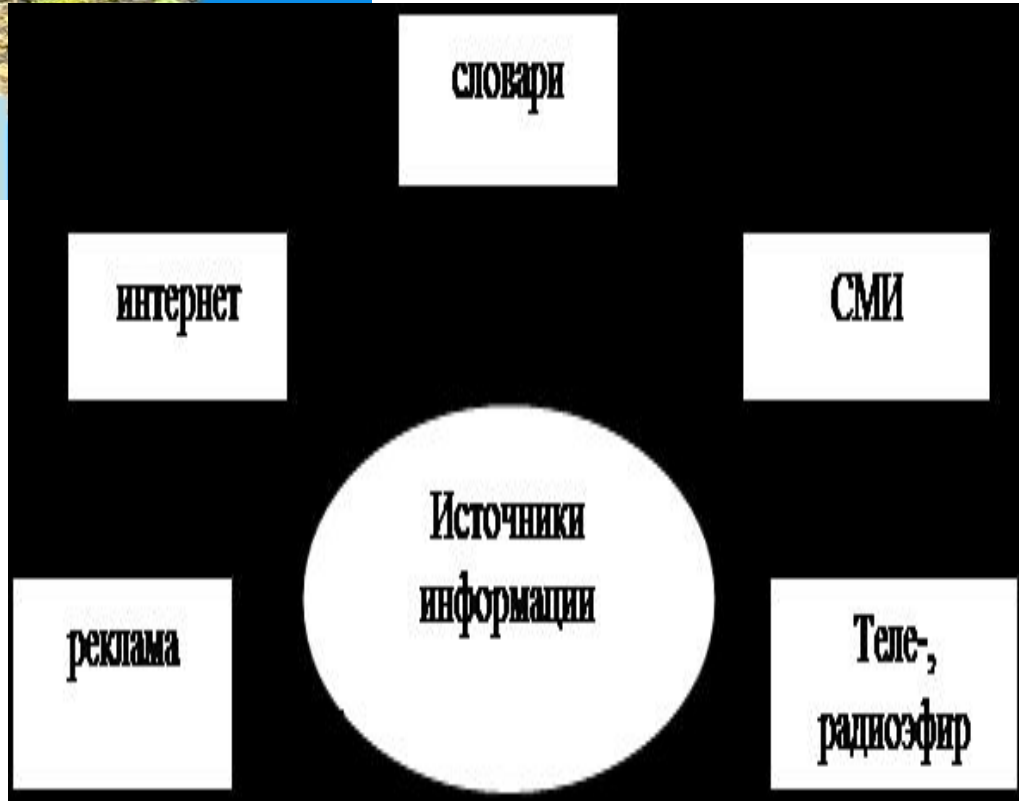 словари
интернет
СМИ
Источники
информации
реклама
Теле-,
радиоэфир